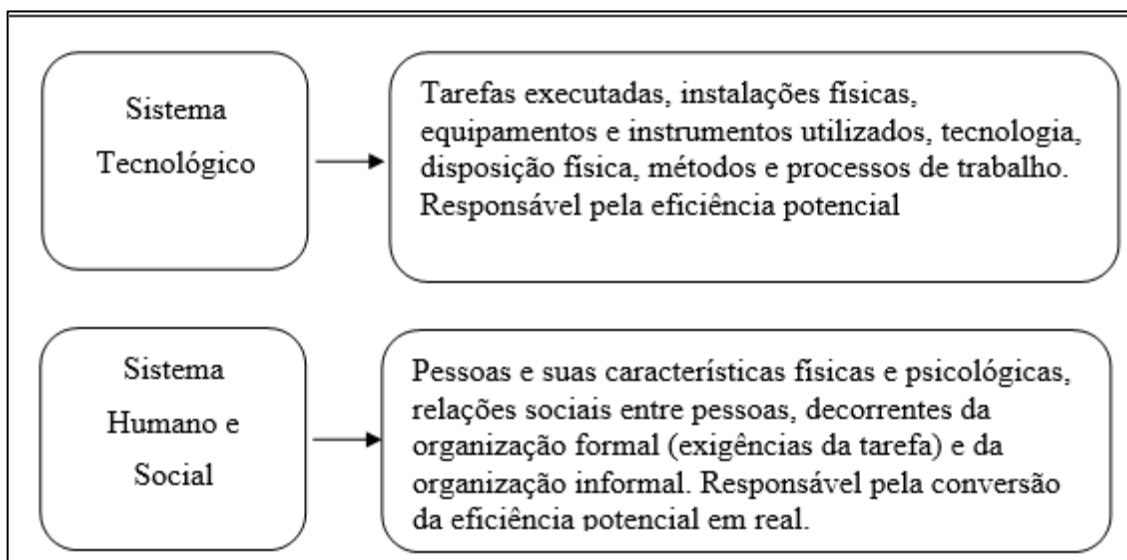 Sistema
Tecnológico
Tarefas executadas, instalações físicas,
equipamentos e instrumentos utilizados, tecnologia,
disposição física, métodos e processos de trabalho.
Responsável pela eficiência potencial
Sistema
Humano e
Social
Pessoas e suas características físicas e psicológicas,
relações sociais entre pessoas, decorrentes da
organização formal (exigências da tarefa) e da
organização informal. Responsável pela conversão
da eficiência potencial em real.